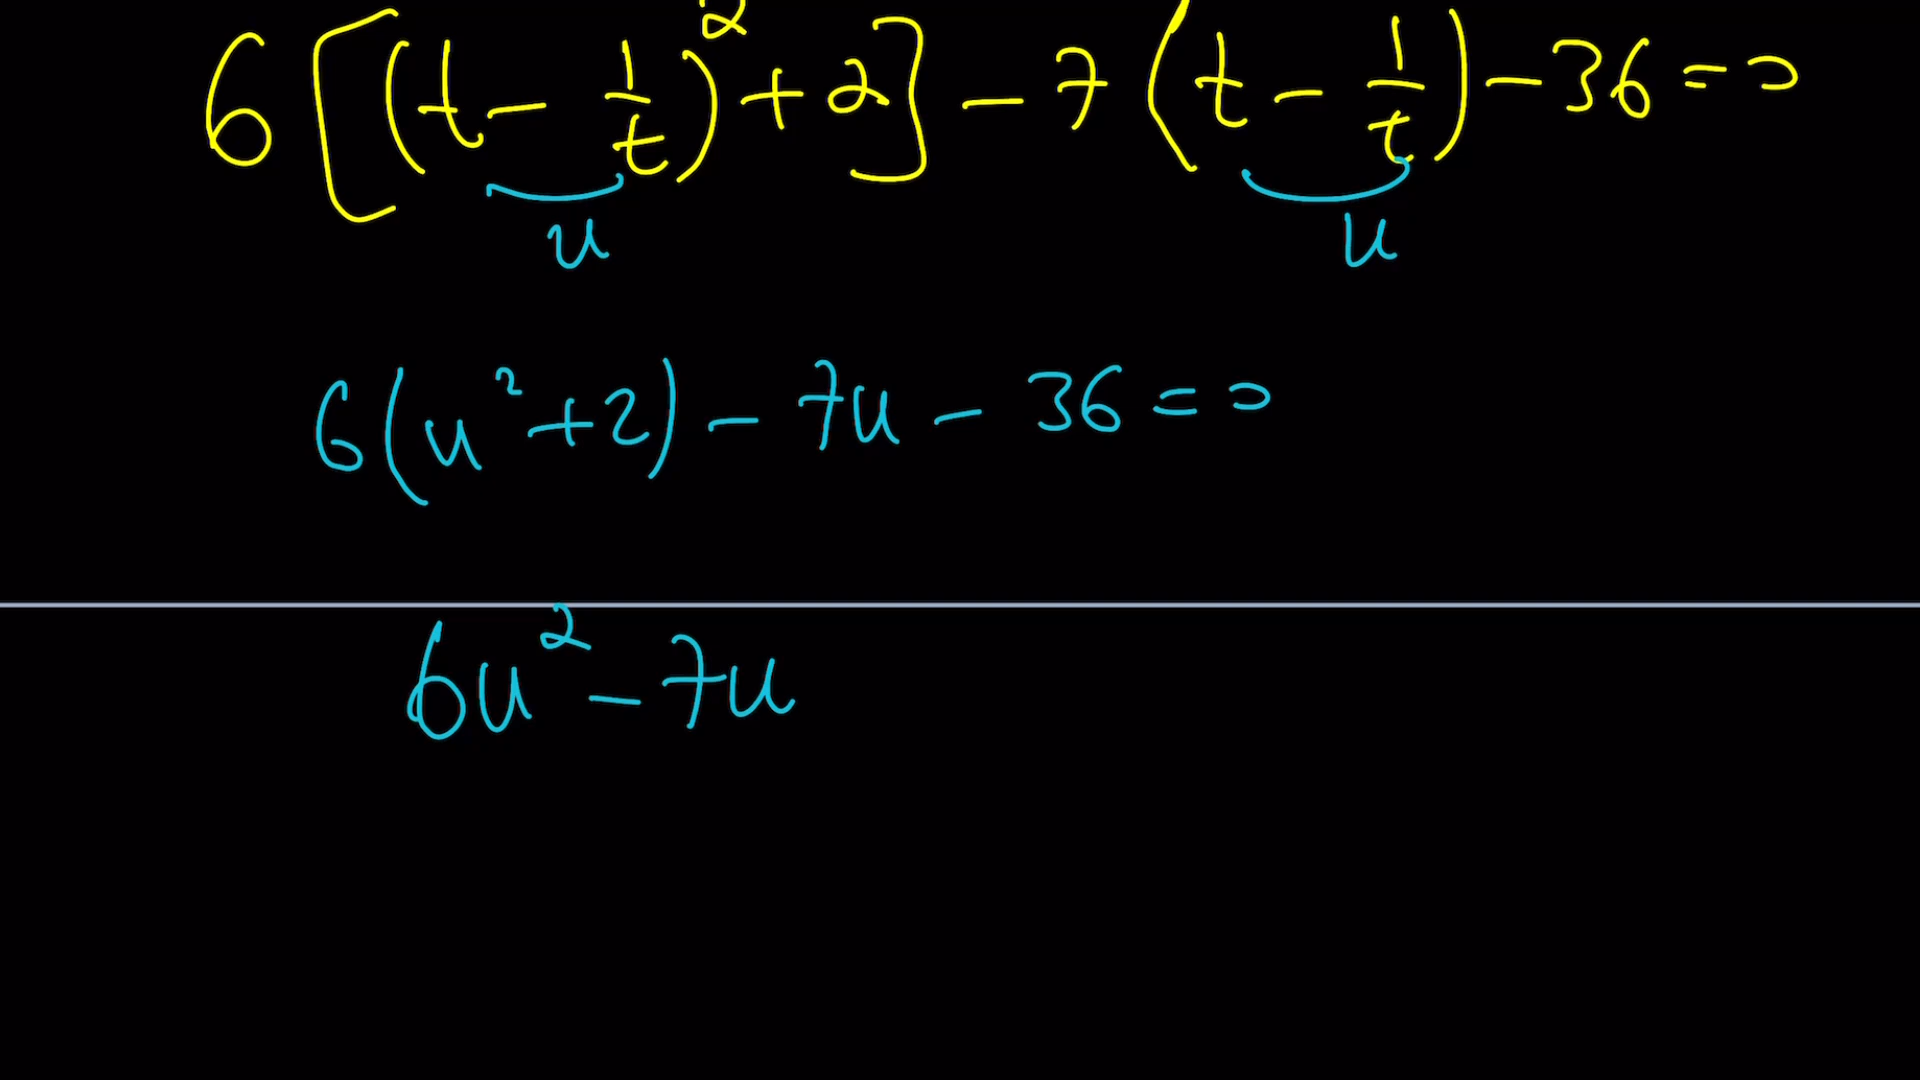 6[(t - 1/t)² + 2] - 7(t - 1/t) - 36 = 0
u u
6(u² + 2) - 7u - 36 = 0
6u² - 7u